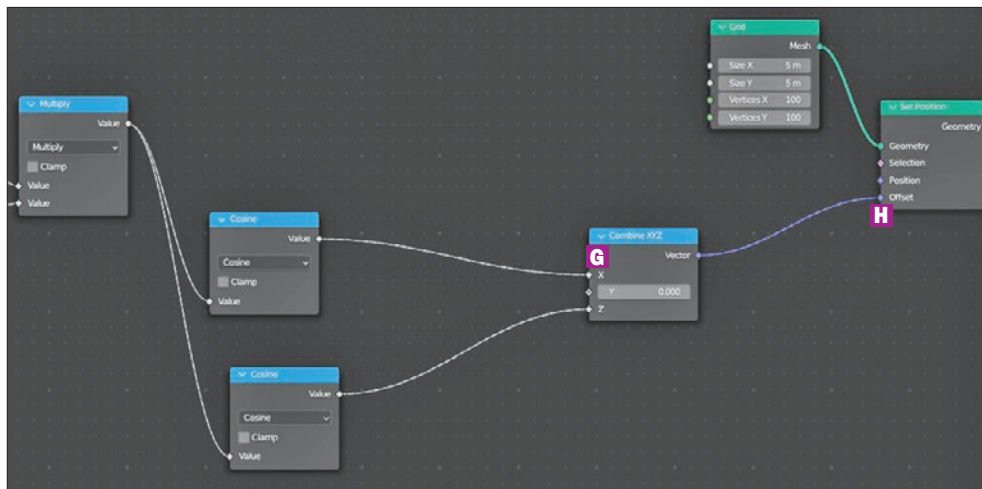 Grid
Mesh
Size X 5 m
Size Y 5 m
Vertices X 100
Vertices Y 100
Multiply
Value
Multiply
Clamp
Value
Value
Set Position
Geometry
Geometry
Selection
Position
Offset
H
Cosine
Value
Cosine
Clamp
Value
Combine XYZ
G
Vector
X
Y 0.000
Z
Cosine
Value
Cosine
Clamp
Value